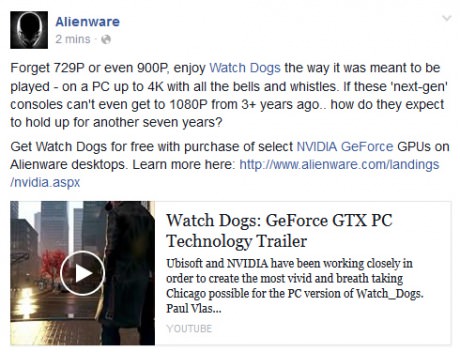 Alienware
2 mins ·
Forget 729P or even 900P, enjoy Watch Dogs the way it was meant to be
played - on a PC up to 4K with all the bells and whistles. If these 'next-gen'
consoles can't even get to 1080P from 3+ years ago.. how do they expect
to hold up for another seven years?
Get Watch Dogs for free with purchase of select NVIDIA GeForce GPUs on
Alienware desktops. Learn more here: http://www.alienware.com/landings
/nvidia.aspx
Watch Dogs: GeForce GTX PC
Technology Trailer
Ubisoft and NVIDIA have been working closely in
order to create the most vivid and breath taking
Chicago possible for the PC version of Watch_Dogs.
Paul Vlas...
YOUTUBE